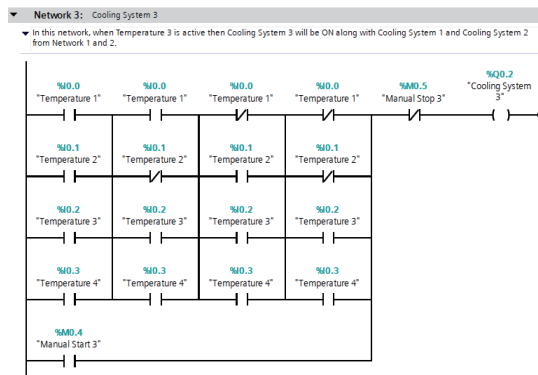 Network 3: Cooling System 3
In this network, when Temperature 3 is active then Cooling System 3 will be ON along with Cooling System 1 and Cooling System 2
from Network 1 and 2.
%Q0.2
%I0.0 %I0.0 %I0.0 %I0.0 %M0.5 "Cooling System
"Temperature 1" "Temperature 1" "Temperature 1" "Temperature 1" "Manual Stop 3" 3"
%I0.1 %I0.1 %I0.1 %I0.1
"Temperature 2" "Temperature 2" "Temperature 2" "Temperature 2"
%I0.2 %I0.2 %I0.2 %I0.2
"Temperature 3" "Temperature 3" "Temperature 3" "Temperature 3"
%I0.3 %I0.3 %I0.3 %I0.3
"Temperature 4" "Temperature 4" "Temperature 4" "Temperature 4"
%M0.4
"Manual Start 3"